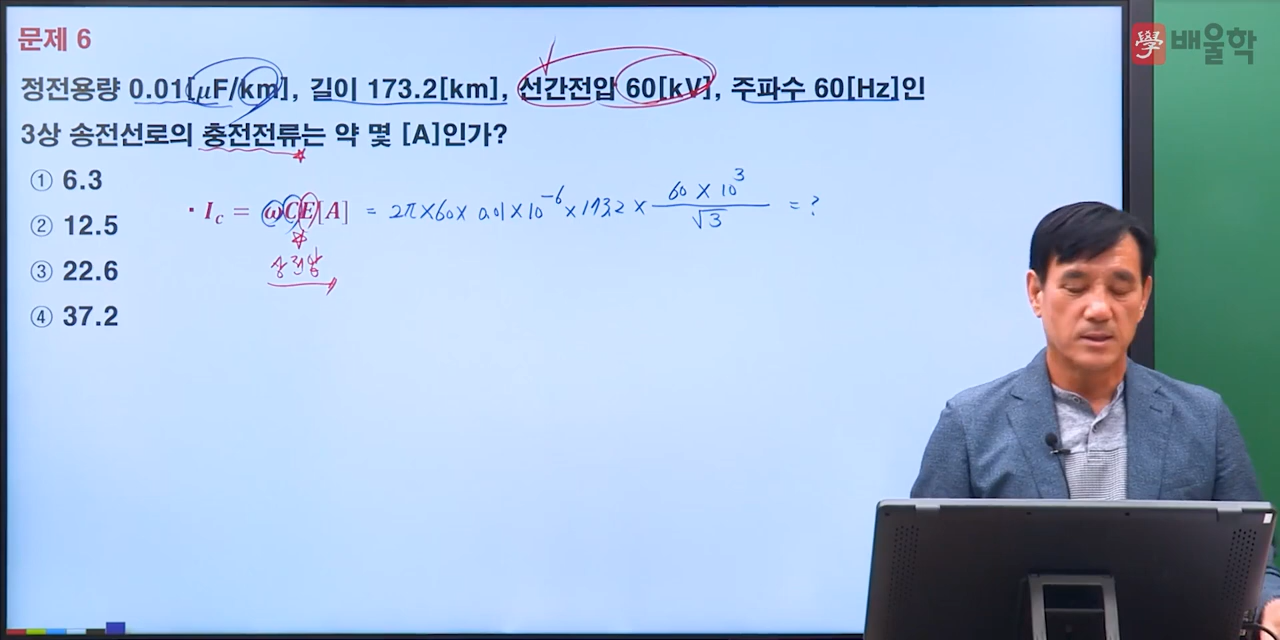 문제 6
學 배울학
정전용량 0.01[μF/km], 길이 173.2[km], 선간전압 60[kV], 주파수 60[Hz]인
3상 송전선로의 충전전류는 약 몇 [A]인가?
① 6.3
② 12.5
③ 22.6
④ 37.2
· I_c = ωCE[A] = 2π×60×0.01×10^-6×173.2× (60×10^3)/√3 = ?
상전압